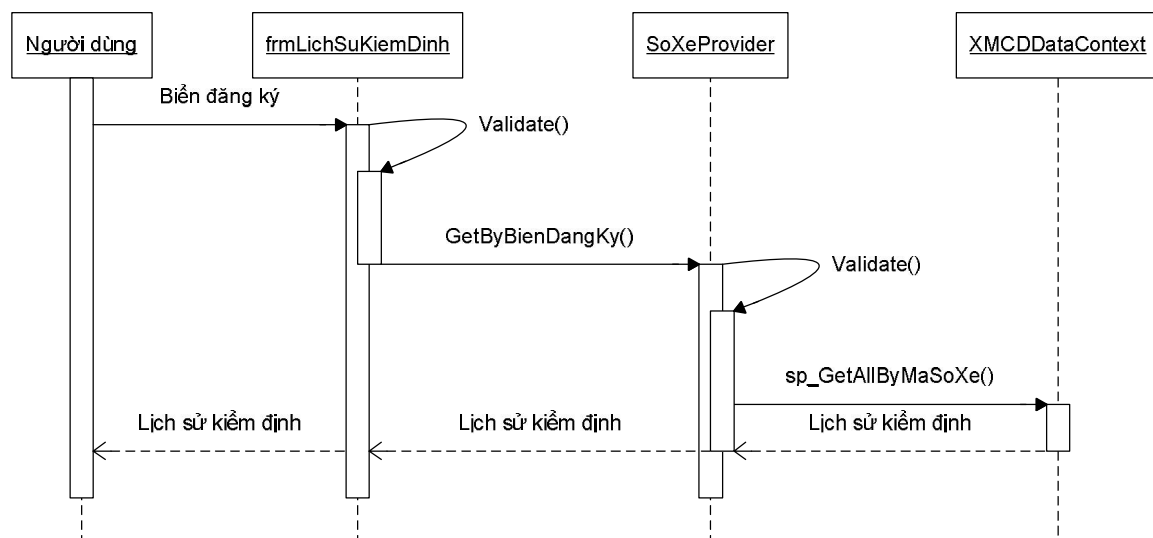 Người dùng
frmLichSuKiemDinh
SoXeProvider
XMCDDataContext
Biển đăng ký
Validate()
GetByBienDangKy()
Validate()
sp_GetAllByMaSoXe()
Lịch sử kiểm định
Lịch sử kiểm định
Lịch sử kiểm định